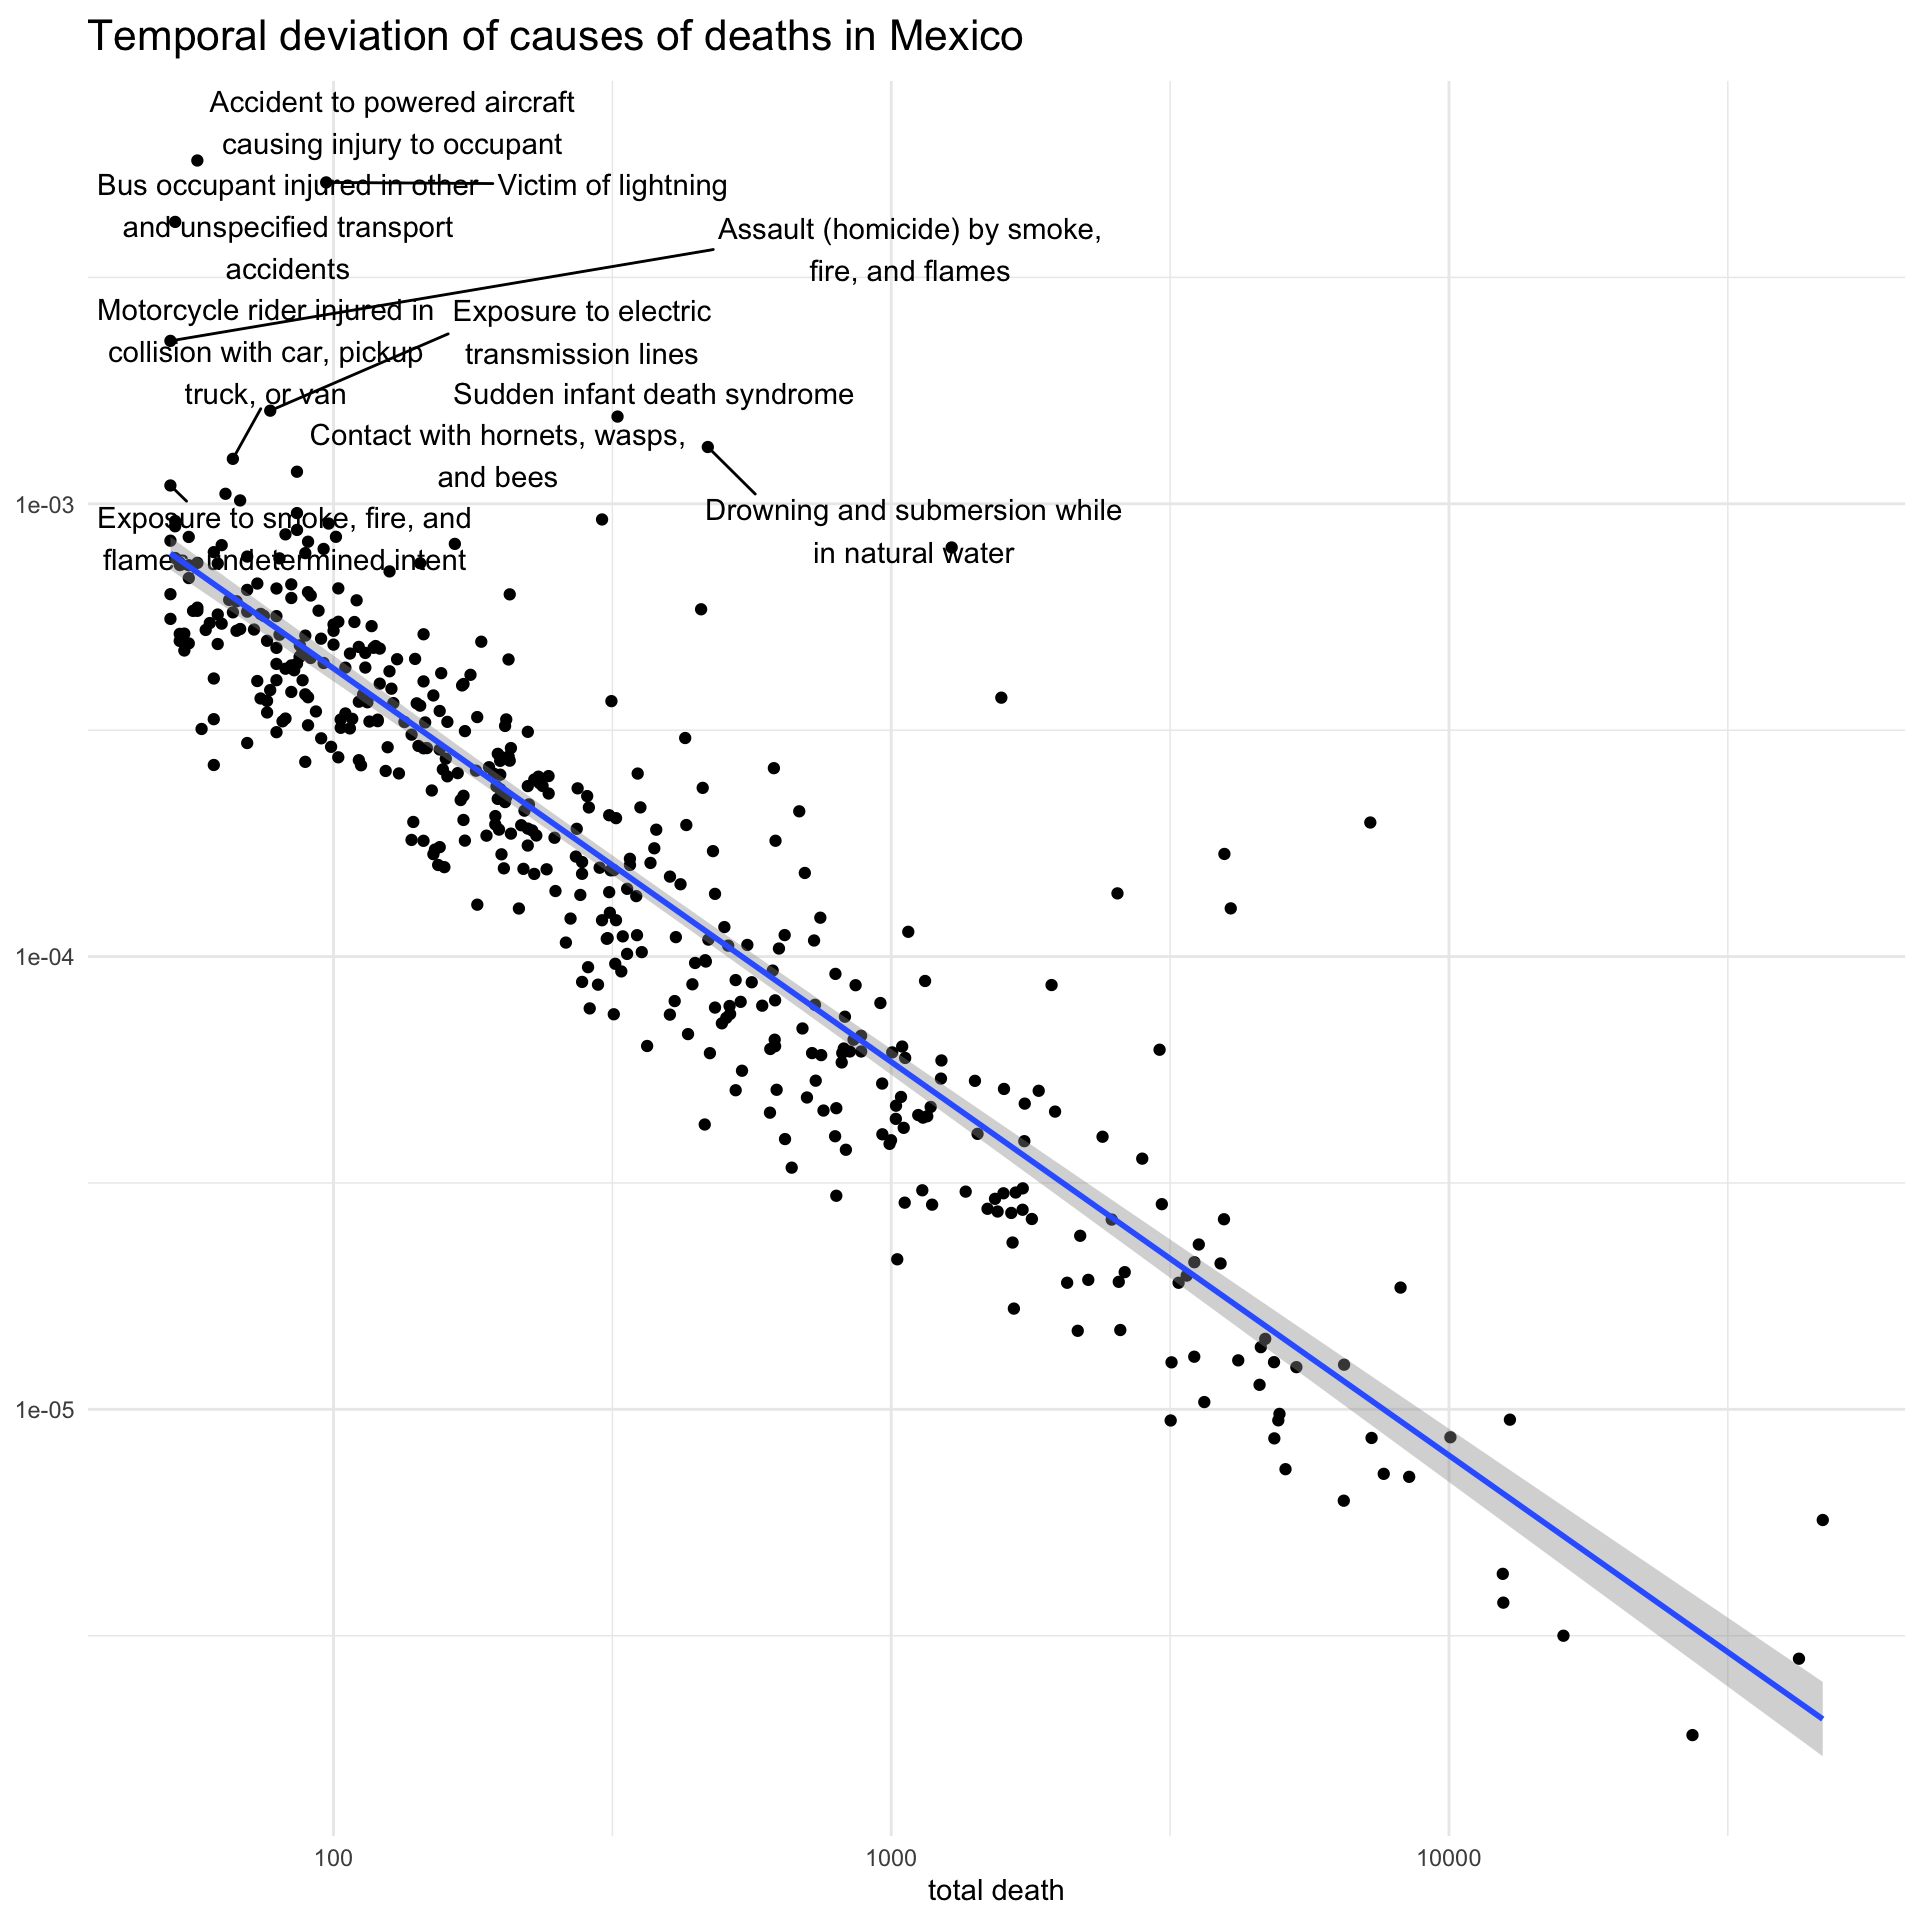 Temporal deviation of causes of deaths in Mexico
Accident to powered aircraft
causing injury to occupant
Bus occupant injured in other
and unspecified transport
accidents
Victim of lightning
Assault (homicide) by smoke,
fire, and flames
Motorcycle rider injured in
collision with car, pickup
truck, or van
Exposure to electric
transmission lines
Sudden infant death syndrome
Contact with hornets, wasps,
and bees
Drowning and submersion while
in natural water
Exposure to smoke, fire, and
flames, undetermined intent
1e-03
1e-04
1e-05
100
1000
10000
total death